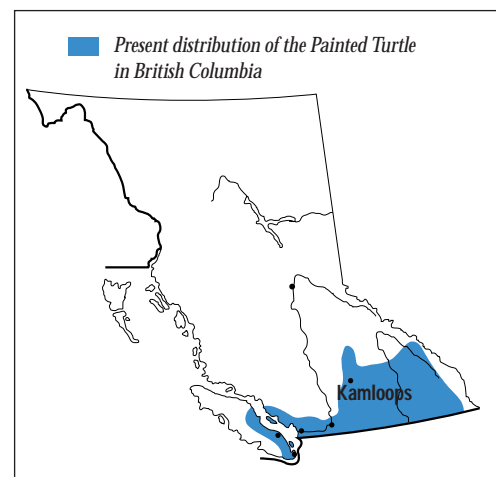 Present distribution of the Painted Turtle
in British Columbia
Kamloops